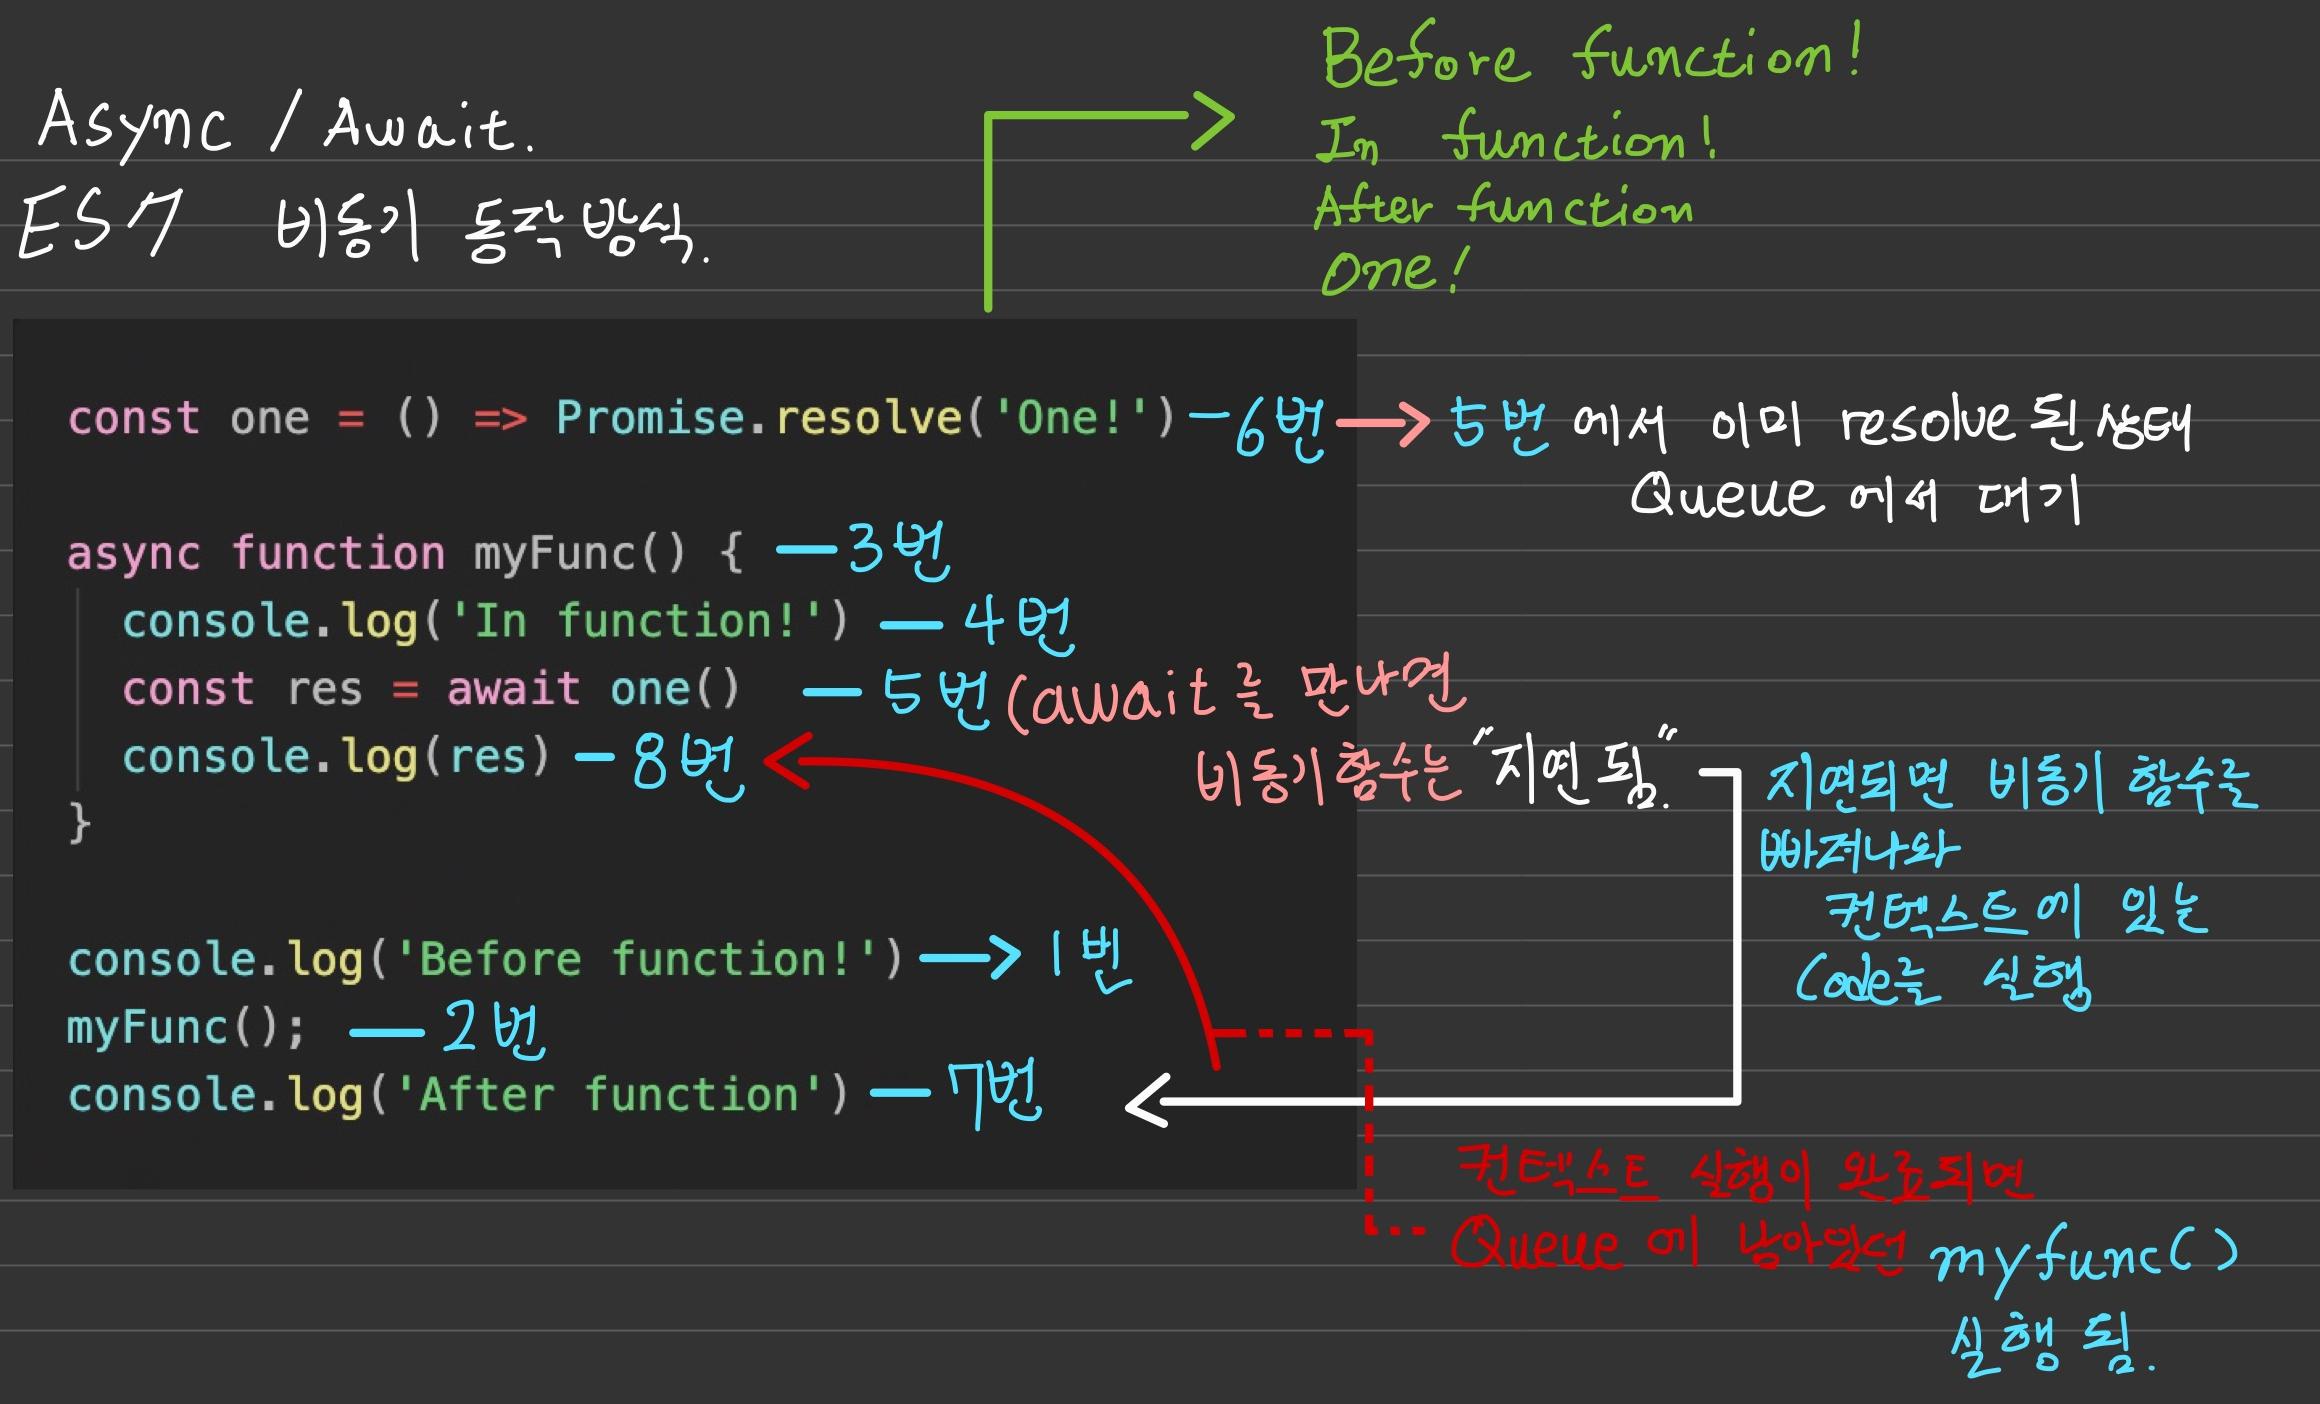 Async / Await.
ES7 비동기 동작방식.
Before function!
In function!
After function
One!
const one = () => Promise.resolve('One!') - 6번 → 5번 에서 이미 resolve 된 상태
Queue 에서 대기
async function myFunc() { - 3번
console.log('In function!') - 4번
const res = await one() - 5번 (await를 만나면
비동기함수는 "지연됨."
console.log(res) - 8번
}
지연되면 비동기 함수를
빠져나와
컨텍스트에 있는
Code를 실행
console.log('Before function!') → 1번
myFunc(); - 2번
console.log('After function') - 7번
컨텍스트 실행이 완료되면
Queue 에 남아있던 myfunc()
실행 됨.